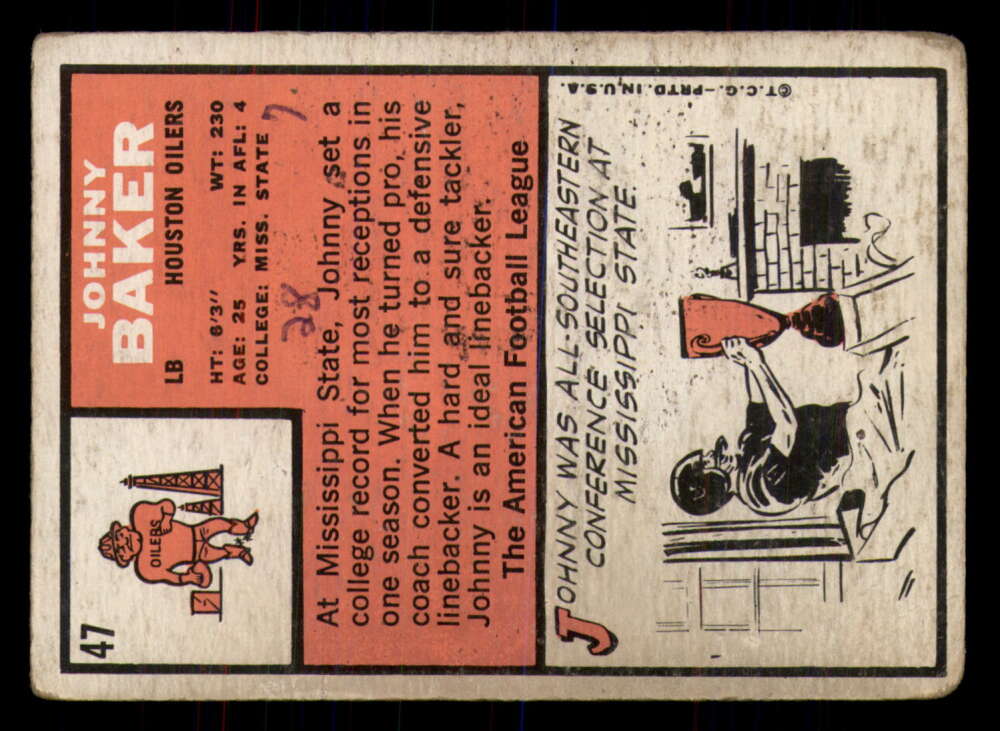 47
OILERS
JOHNNY
BAKER
LB HOUSTON OILERS
HT: 6'3" WT: 230
AGE: 25 YRS. IN AFL: 4
COLLEGE: MISS. STATE
28 7
At Mississippi State, Johnny set a
college record for most receptions in
one season. When he turned pro, his
coach converted him to a defensive
linebacker. A hard and sure tackler,
Johnny is an ideal linebacker.
The American Football League
JOHNNY WAS ALL-SOUTHEASTERN
CONFERENCE SELECTION AT
MISSISSIPPI STATE.
©T.C.G.-PRTD. IN U.S.A.